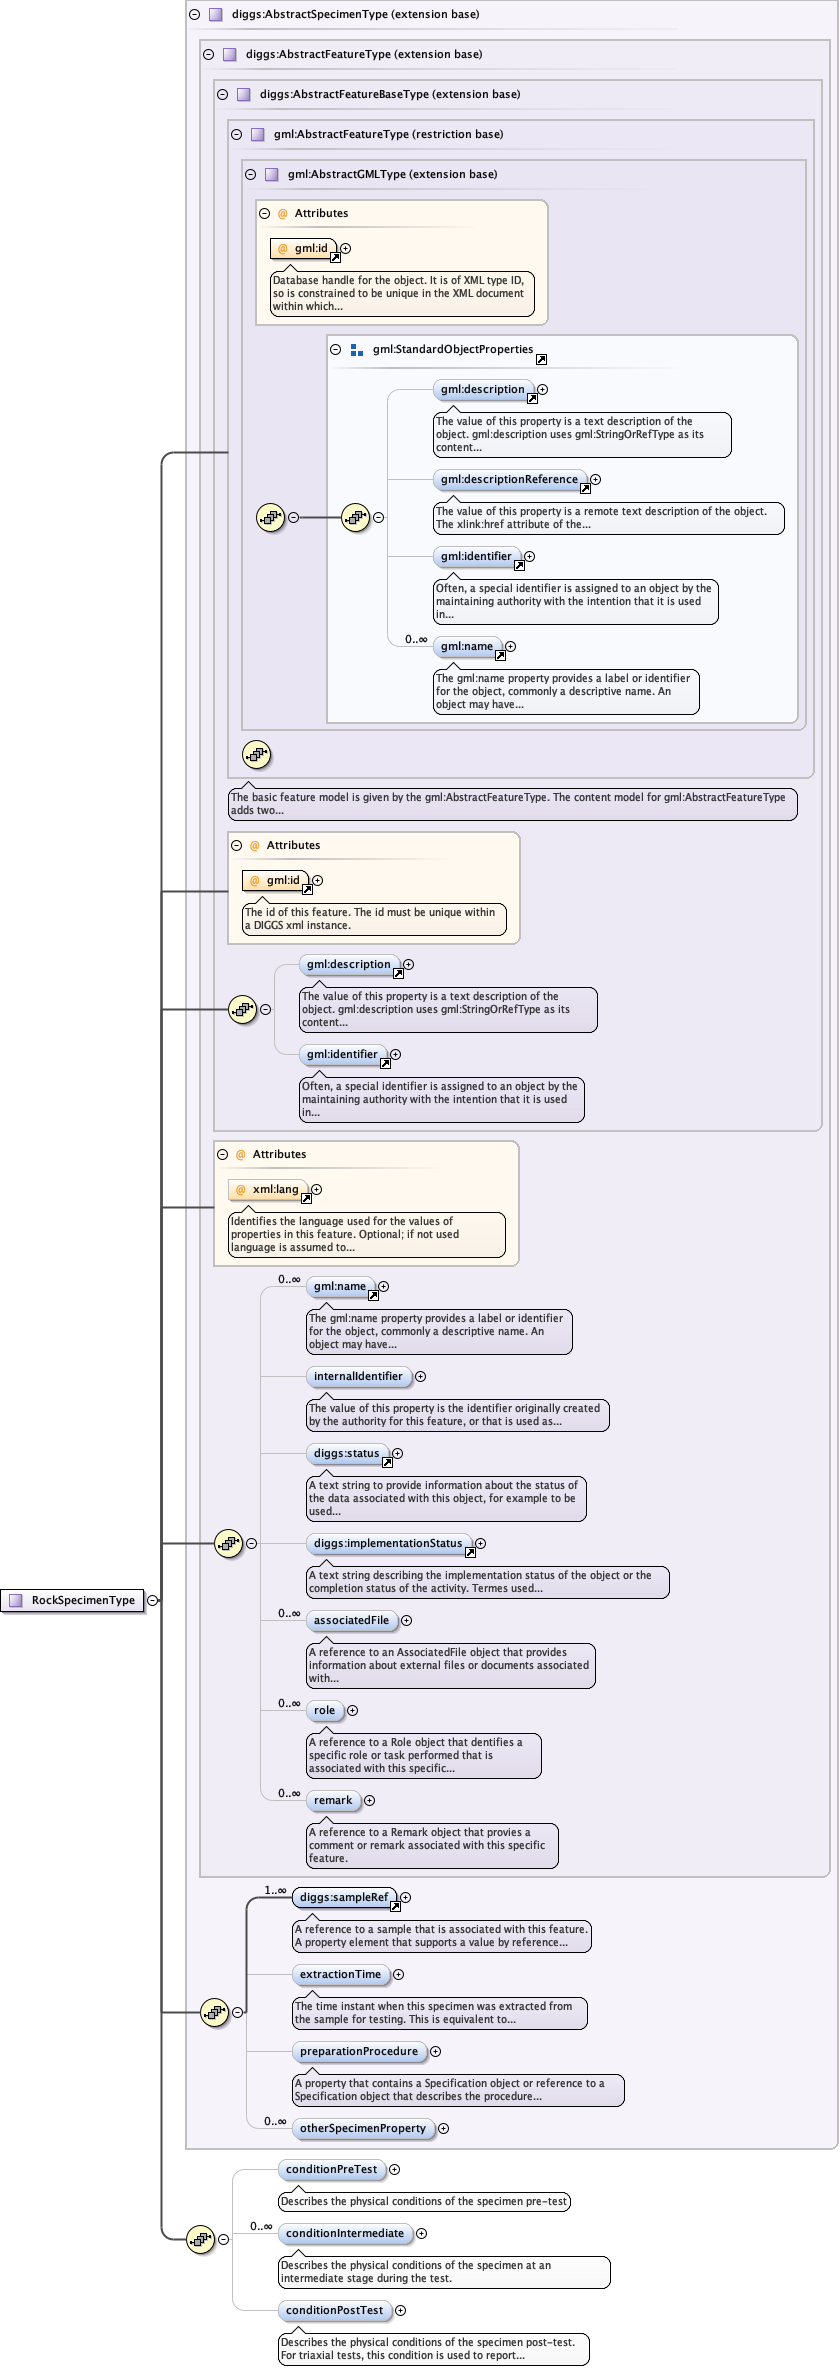 diggs:AbstractSpecimenType (extension base)
diggs:AbstractFeatureType (extension base)
diggs:AbstractFeatureBaseType (extension base)
gml:AbstractFeatureType (restriction base)
gml:AbstractGMLType (extension base)
@ Attributes
@ gml:id
Database handle for the object. It is of XML type ID,
so is constrained to be unique in the XML document
within which...
gml:StandardObjectProperties
gml:description
The value of this property is a text description of the
object. gml:description uses gml:StringOrRefType as its
content...
gml:descriptionReference
The value of this property is a remote text description of the object.
The xlink:href attribute of the...
gml:identifier
Often, a special identifier is assigned to an object by the
maintaining authority with the intention that it is used
in...
0..∞
gml:name
The gml:name property provides a label or identifier
for the object, commonly a descriptive name. An
object may have...
The basic feature model is given by the gml:AbstractFeatureType. The content model for gml:AbstractFeatureType
adds two...
@ Attributes
@ gml:id
The id of this feature. The id must be unique within
a DIGGS xml instance.
gml:description
The value of this property is a text description of the
object. gml:description uses gml:StringOrRefType as its
content...
gml:identifier
Often, a special identifier is assigned to an object by the
maintaining authority with the intention that it is used
in...
@ Attributes
@ xml:lang
Identifies the language used for the values of
properties in this feature. Optional; if not used
language is assumed to...
0..∞
gml:name
The gml:name property provides a label or identifier
for the object, commonly a descriptive name. An
object may have...
internalIdentifier
The value of this property is the identifier originally created
by the authority for this feature, or that is used as...
diggs:status
A text string to provide information about the status of
the data associated with this object, for example to be
used...
diggs:implementationStatus
A text string describing the implementation status of the object or the
completion status of the activity. Termes used...
RockSpecimenType
0..∞
associatedFile
A reference to an AssociatedFile object that provides
information about external files or documents associated
with...
0..∞
role
A reference to a Role object that dentifies a
specific role or task performed that is
associated with this specific...
0..∞
remark
A reference to a Remark object that provies a
comment or remark associated with this specific
feature.
1..∞
diggs:sampleRef
A reference to a sample that is associated with this feature.
A property element that supports a value by reference...
extractionTime
The time instant when this specimen was extracted from
the sample for testing. This is equivalent to...
preparationProcedure
A property that contains a Specification object or reference to a
Specification object that describes the procedure...
0..∞
otherSpecimenProperty
conditionPreTest
Describes the physical conditions of the specimen pre-test
0..∞
conditionIntermediate
Describes the physical conditions of the specimen at an
intermediate stage during the test.
conditionPostTest
Describes the physical conditions of the specimen post-test.
For triaxial tests, this condition is used to report...